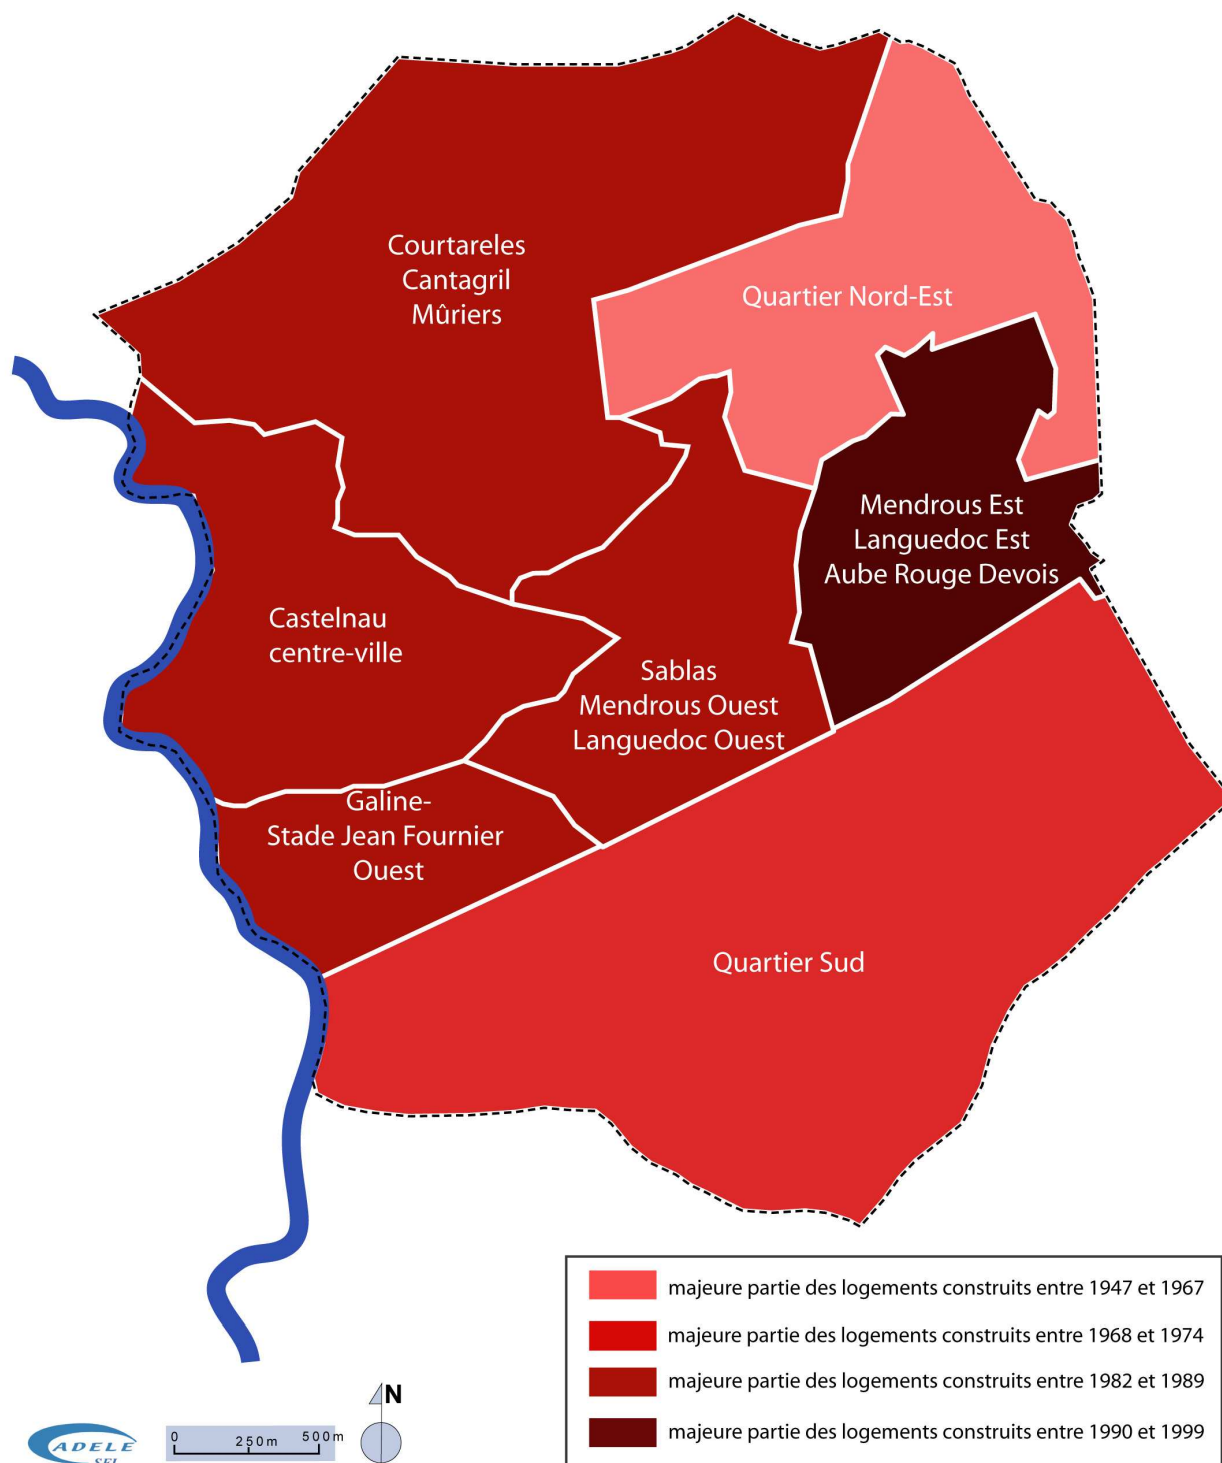 Courtareles
Cantagril
Mûriers
Quartier Nord-Est
Mendrous Est
Languedoc Est
Aube Rouge Devois
Castelnau
centre-ville
Sablas
Mendrous Ouest
Languedoc Ouest
Galine-
Stade Jean Fournier
Ouest
Quartier Sud
majeure partie des logements construits entre 1947 et 1967
majeure partie des logements construits entre 1968 et 1974
majeure partie des logements construits entre 1982 et 1989
majeure partie des logements construits entre 1990 et 1999
N
0 250m 500m
ADELE
SFI